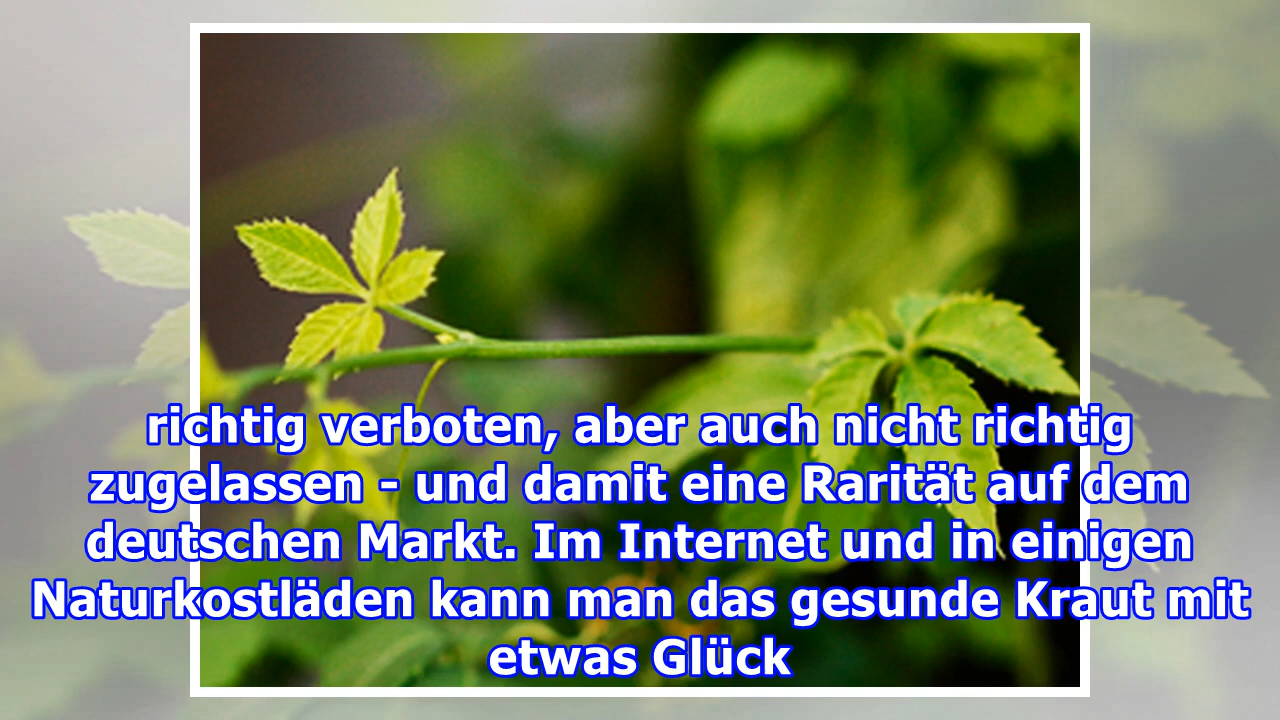 richtig verboten, aber auch nicht richtig
zugelassen - und damit eine Rarität auf dem
deutschen Markt. Im Internet und in einigen
Naturkostläden kann man das gesunde Kraut mit
etwas Glück